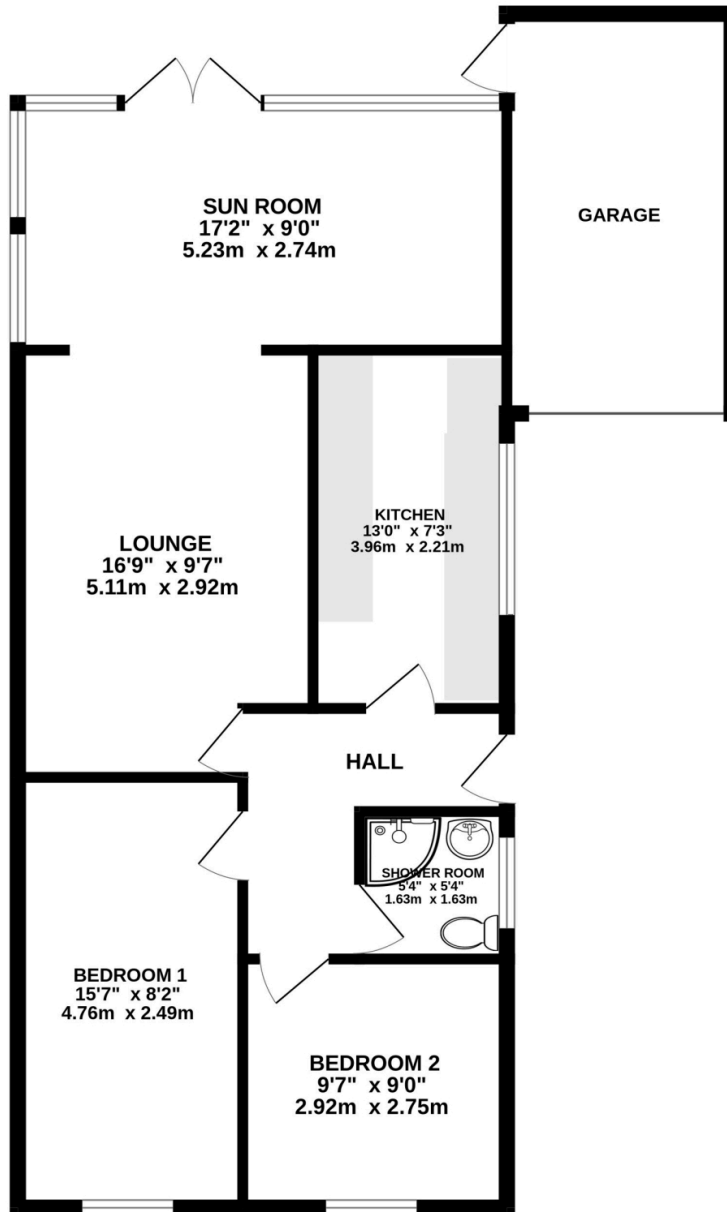 SUN ROOM
17'2" x 9'0"
5.23m x 2.74m
GARAGE
KITCHEN
13'0" x 7'3"
3.96m x 2.21m
LOUNGE
16'9" x 9'7"
5.11m x 2.92m
HALL
SHOWER ROOM
5'4" x 5'4"
1.63m x 1.63m
BEDROOM 1
15'7" x 8'2"
4.76m x 2.49m
BEDROOM 2
9'7" x 9'0"
2.92m x 2.75m